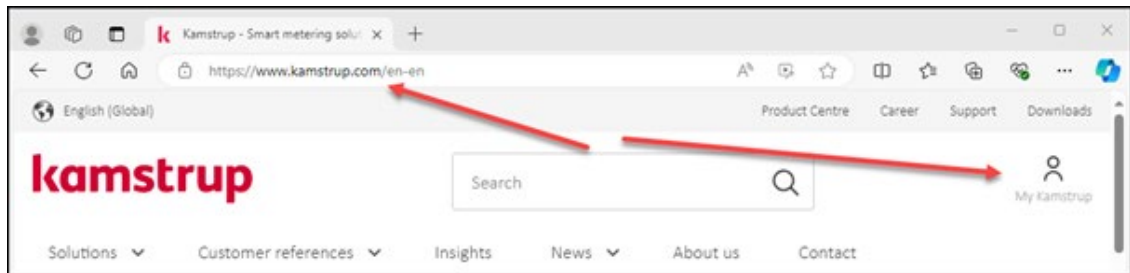 Kamstrup - Smart metering solu
https://www.kamstrup.com/en-en
English (Global) Product Centre Career Support Downloads
kamstrup
Search
My Kamstrup
Solutions Customer references Insights News About us Contact